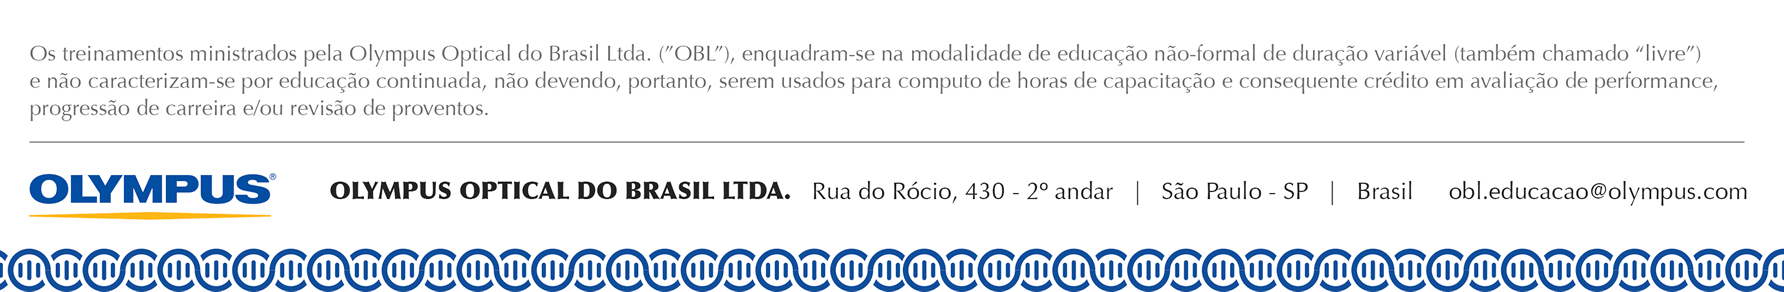 Os treinamentos ministrados pela Olympus Optical do Brasil Ltda. (”OBL”), enquadram-se na modalidade de educação não-formal de duração variável (também chamado “livre”)
e não caracterizam-se por educação continuada, não devendo, portanto, serem usados para computo de horas de capacitação e consequente crédito em avaliação de performance,
progressão de carreira e/ou revisão de proventos.
OLYMPUS® OLYMPUS OPTICAL DO BRASIL LTDA. Rua do Rócio, 430 - 2º andar | São Paulo - SP | Brasil obl.educacao@olympus.com